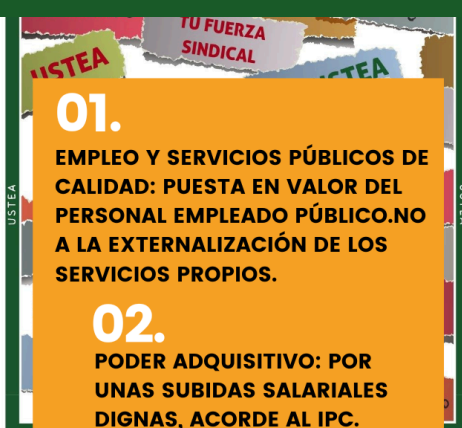 TU FUERZA
SINDICAL
USTEA
USTEA
USTEA
01.
EMPLEO Y SERVICIOS PÚBLICOS DE
CALIDAD: PUESTA EN VALOR DEL
PERSONAL EMPLEADO PÚBLICO.NO
A LA EXTERNALIZACIÓN DE LOS
SERVICIOS PROPIOS.
02.
PODER ADQUISITIVO: POR
UNAS SUBIDAS SALARIALES
DIGNAS, ACORDE AL IPC.